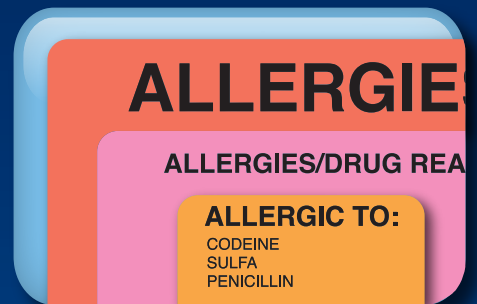 ALLERGIE
ALLERGIES/DRUG REA
ALLERGIC TO:
CODEINE
SULFA
PENICILLIN